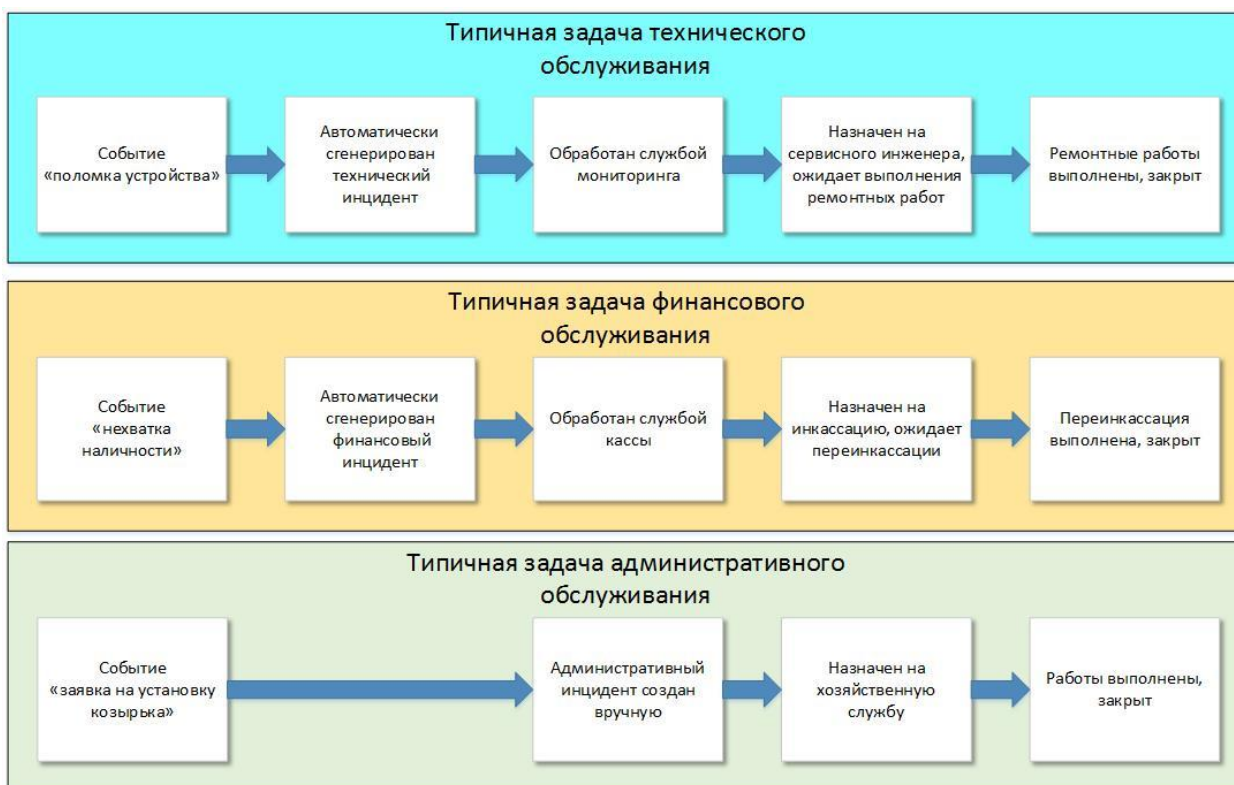 Типичная задача технического
обслуживания
Событие
«поломка устройства»
Автоматически
сгенерирован
технический
инцидент
Обработан службой
мониторинга
Назначен на
сервисного инженера,
ожидает выполнения
ремонтных работ
Ремонтные работы
выполнены, закрыт
Типичная задача финансового
обслуживания
Событие
«нехватка
наличности»
Автоматически
сгенерирован
финансовый
инцидент
Обработан службой
кассы
Назначен на
инкассацию, ожидает
переинкассации
Переинкассация
выполнена, закрыт
Типичная задача административного
обслуживания
Событие
«заявка на установку
козырька»
Административный
инцидент создан
вручную
Назначен на
хозяйственную
службу
Работы выполнены,
закрыт